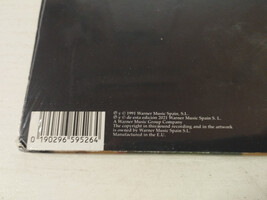 ℗ © 1991 Warner Music Spain, S.L.
℗ de esta edición 2021 Warner Music Spain S. L.
A Warner Music Group Company
The copyright in this sound recording and in the artwork
is owned by Warner Music Spain S.L
Manufactured in the E.U.
0 190296 595264